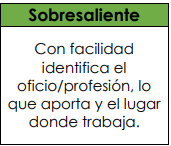 Sobresaliente
Con facilidad
identifica el
oficio/profesión, lo
que aporta y el lugar
donde trabaja.